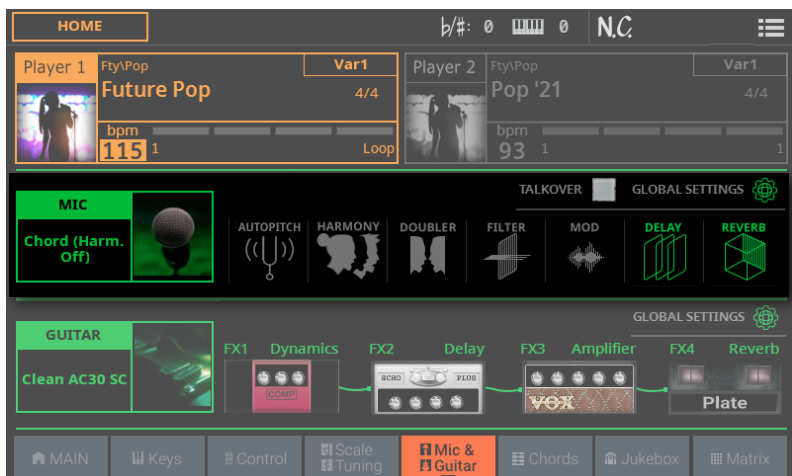 HOME
b/#: 0
0
N.C.
Player 1
Fty\Pop
Var1
Future Pop
4/4
bpm
115
1
Loop
Player 2
Fty\Pop
Var1
Pop '21
4/4
bpm
93
1
1
TALKOVER
GLOBAL SETTINGS
MIC
Chord (Harm.
Off)
AUTOPITCH
HARMONY
DOUBLER
FILTER
MOD
DELAY
REVERB
GLOBAL SETTINGS
GUITAR
Clean AC30 SC
FX1 Dynamics
FX2 Delay
FX3 Amplifier
FX4 Reverb
COMP
ECHO PLUS
VOX
Plate
MAIN
Keys
Control
Scale
Tuning
Mic &
Guitar
Chords
Jukebox
Matrix